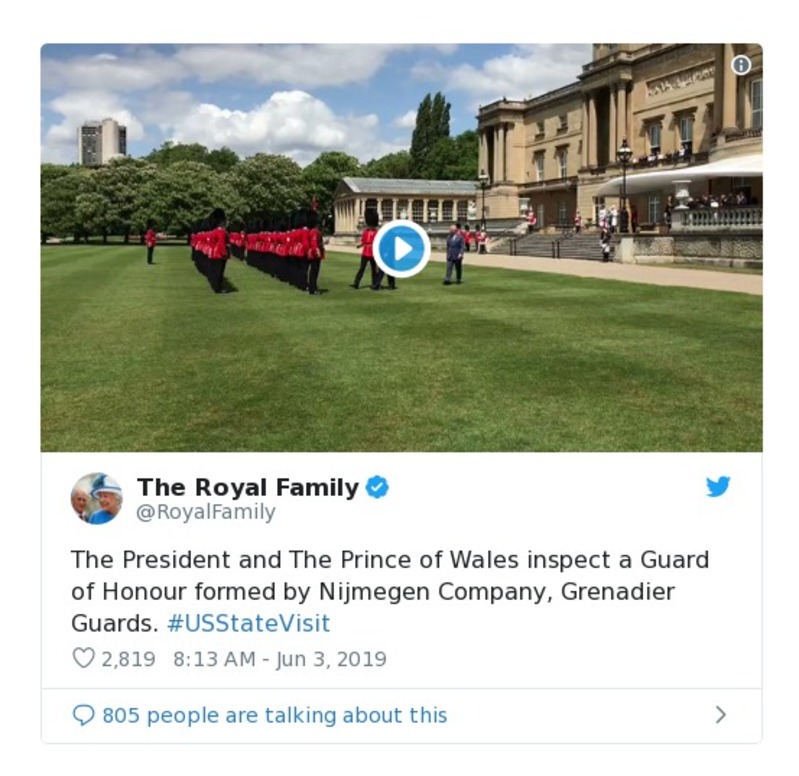 The Royal Family
@RoyalFamily
The President and The Prince of Wales inspect a Guard
of Honour formed by Nijmegen Company, Grenadier
Guards. #USStateVisit
2,819 8:13 AM - Jun 3, 2019
805 people are talking about this